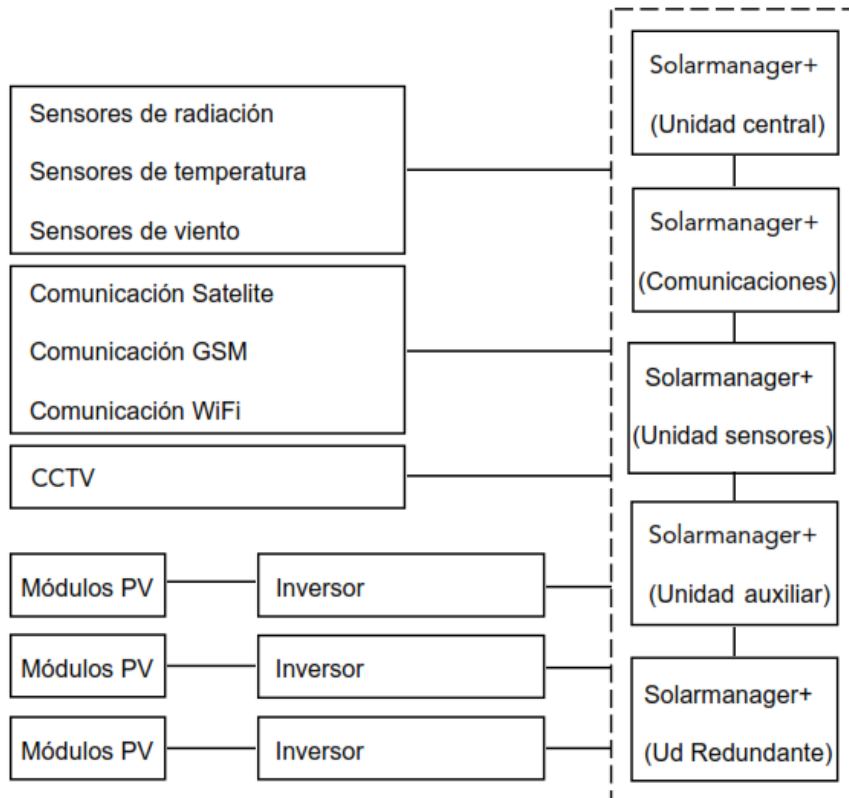 Sensores de radiación
Sensores de temperatura
Sensores de viento
Comunicación Satelite
Comunicación GSM
Comunicación WiFi
CCTV
Módulos PV
Inversor
Módulos PV
Inversor
Módulos PV
Inversor
Solarmanager+
(Unidad central)
Solarmanager+
(Comunicaciones)
Solarmanager+
(Unidad sensores)
Solarmanager+
(Unidad auxiliar)
Solarmanager+
(Ud Redundante)